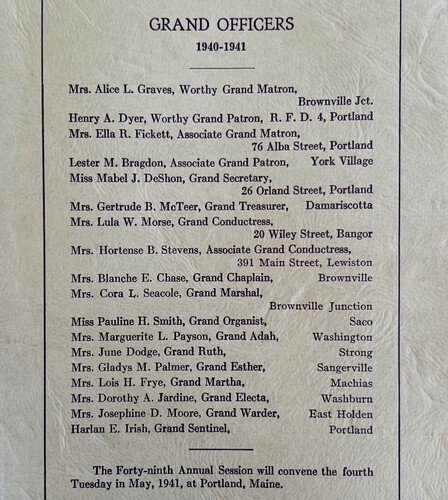 GRAND OFFICERS
1940-1941
Mrs. Alice L. Graves, Worthy Grand Matron,
Brownville Jct.
Henry A. Dyer, Worthy Grand Patron, R. F. D. 4, Portland
Mrs. Ella R. Fickett, Associate Grand Matron,
76 Alba Street, Portland
Lester M. Bragdon, Associate Grand Patron, York Village
Miss Mabel J. DeShon, Grand Secretary,
26 Orland Street, Portland
Mrs. Gertrude B. McTeer, Grand Treasurer, Damariscotta
Mrs. Lula W. Morse, Grand Conductress,
20 Wiley Street, Bangor
Mrs. Hortense B. Stevens, Associate Grand Conductress,
391 Main Street, Lewiston
Mrs. Blanche E. Chase, Grand Chaplain, Brownville
Mrs. Cora L. Seacole, Grand Marshal,
Brownville Junction
Miss Pauline H. Smith, Grand Organist, Saco
Mrs. Marguerite L. Payson, Grand Adah, Washington
Mrs. June Dodge, Grand Ruth, Strong
Mrs. Gladys M. Palmer, Grand Esther, Sangerville
Mrs. Lois H. Frye, Grand Martha, Machias
Mrs. Dorothy A. Jardine, Grand Electa, Washburn
Mrs. Josephine D. Moore, Grand Warder, East Holden
Harlan E. Irish, Grand Sentinel, Portland
The Forty-ninth Annual Session will convene the fourth
Tuesday in May, 1941, at Portland, Maine.